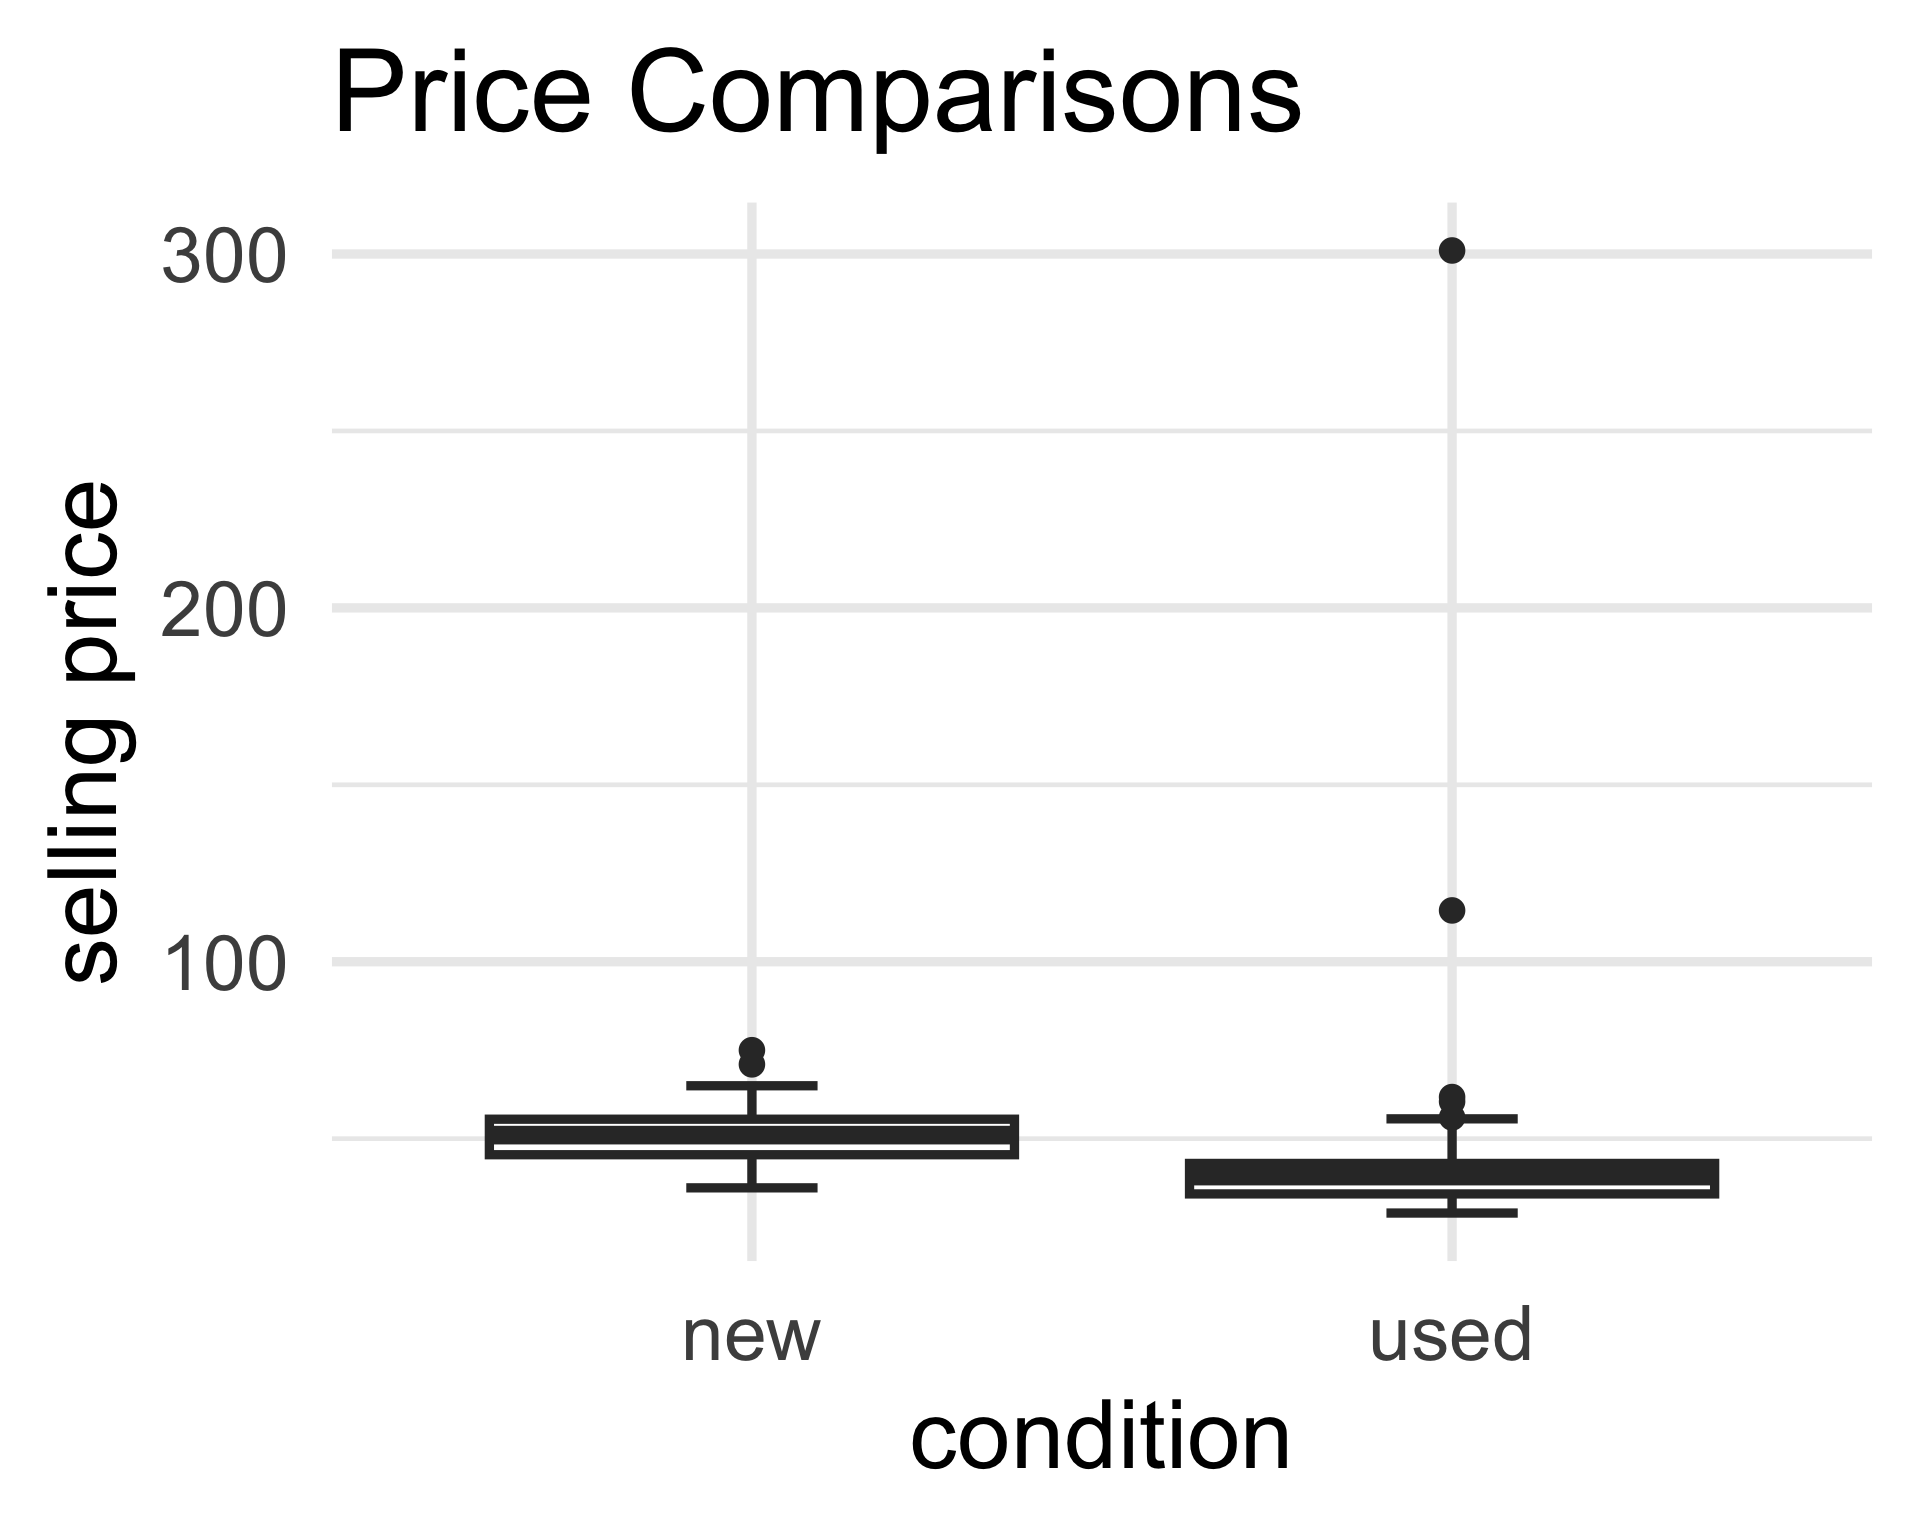 Price Comparisons
selling price
300
200
100
new used
condition